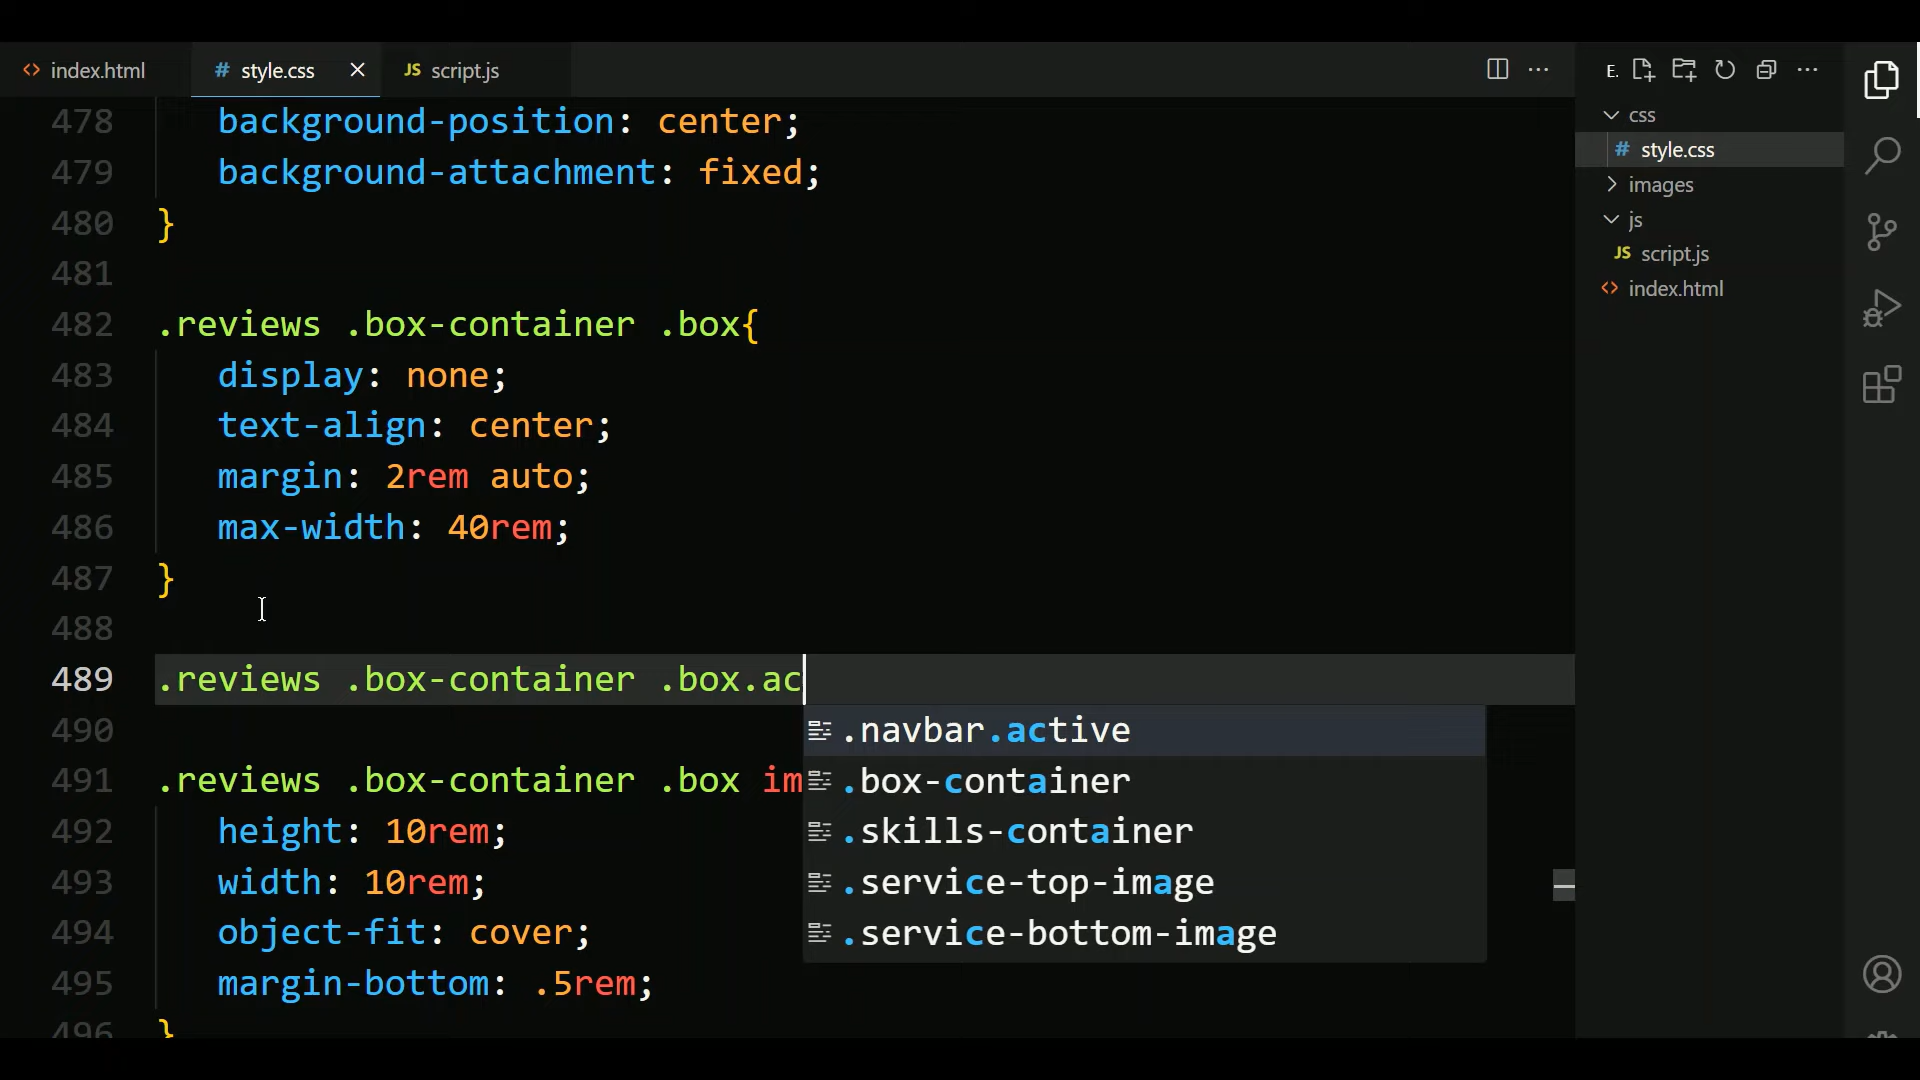 index.html
style.css
JS script.js
E.
478 background-position: center;
479 background-attachment: fixed;
480 }
481
482 .reviews .box-container .box{
483 display: none;
484 text-align: center;
485 margin: 2rem auto;
486 max-width: 40rem;
487 }
488
489 .reviews .box-container .box.ac
490
491 .reviews .box-container .box im
492 height: 10rem;
493 width: 10rem;
494 object-fit: cover;
495 margin-bottom: .5rem;
496 }
.navbar.active
.box-container
.skills-container
.service-top-image
.service-bottom-image
css
# style.css
images
js
JS script.js
index.html